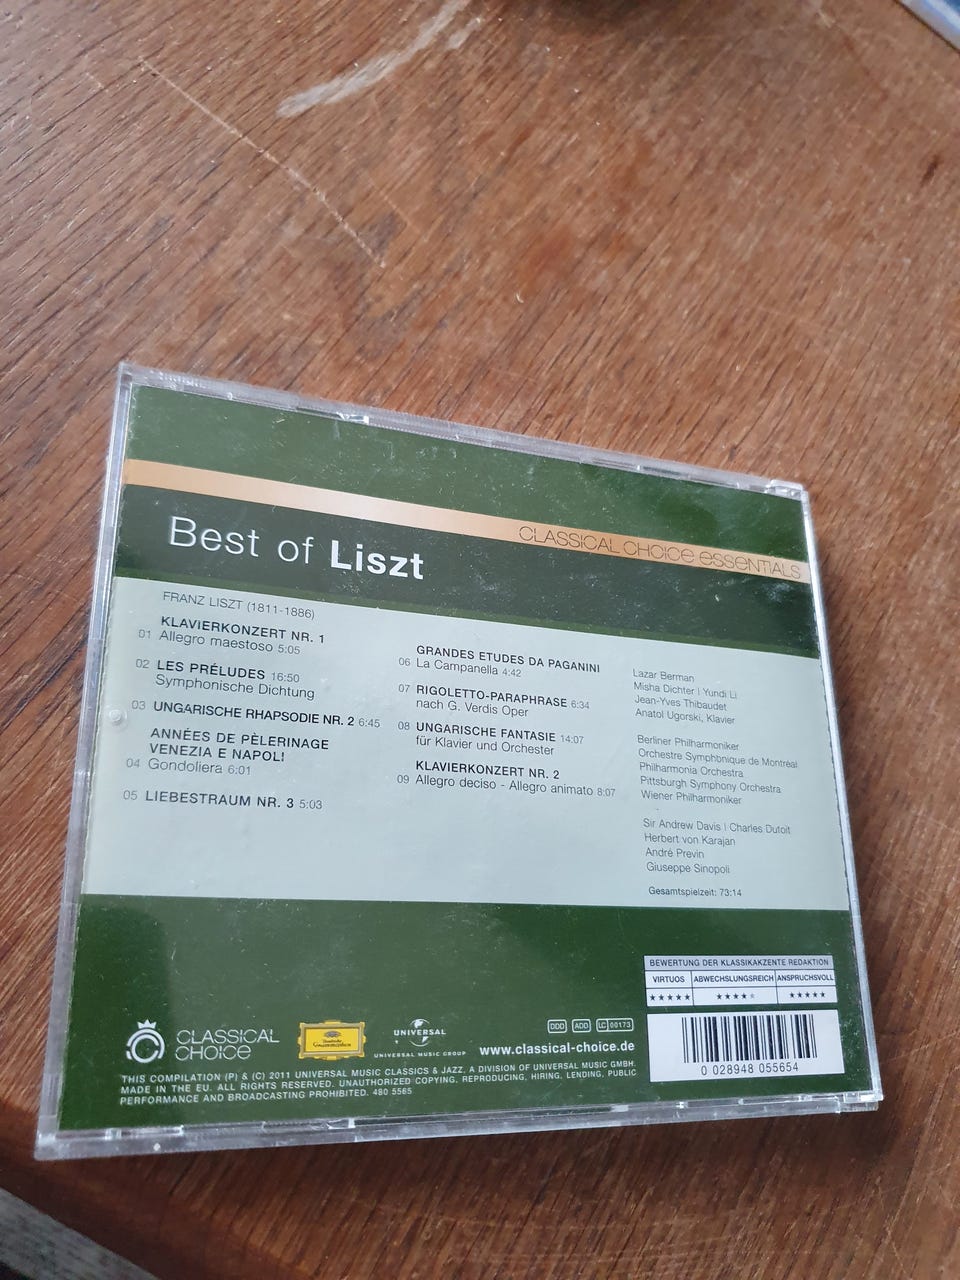 CLASSICAL CHOICE ESSENTIALS
Best of Liszt
FRANZ LISZT (1811-1886)
KLAVIERKONZERT NR. 1
01 Allegro maestoso 5:05
02 LES PRÉLUDES 16:50
Symphonische Dichtung
03 UNGARISCHE RHAPSODIE NR. 2 6:45
ANNÉES DE PÈLERINAGE
VENEZIA E NAPOLI
04 Gondoliera 6:01
05 LIEBESTRAUM NR. 3 5:03
GRANDES ETUDES DA PAGANINI
06 La Campanella 4:42
07 RIGOLETTO-PARAPHRASE 6:34
nach G. Verdis Oper
08 UNGARISCHE FANTASIE 14:07
für Klavier und Orchester
KLAVIERKONZERT NR. 2
09 Allegro deciso - Allegro animato 8:07
Lazar Berman
Misha Dichter | Yundi Li
Jean-Yves Thibaudet
Anatol Ugorski, Klavier
Berliner Philharmoniker
Orchestre Symphonique de Montréal
Philharmonia Orchestra
Pittsburgh Symphony Orchestra
Wiener Philharmoniker
Sir Andrew Davis | Charles Dutoit
Herbert von Karajan
André Previn
Giuseppe Sinopoli
Gesamtspielzeit: 73:14
BEWERTUNG DER KLASSIKAKZENTE REDAKTION
VIRTUOS ABWECHSLUNGSREICH ANSPRUCHSVOLL
★★★★★ ★★★★★ ★★★★★
CLASSICAL
CHOICE
Deutsche
Grammophon
UNIVERSAL
UNIVERSAL MUSIC GROUP
DDD ADD LC 00173
www.classical-choice.de
THIS COMPILATION (P) & (C) 2011 UNIVERSAL MUSIC CLASSICS & JAZZ, A DIVISION OF UNIVERSAL MUSIC GMBH.
MADE IN THE EU. ALL RIGHTS RESERVED. UNAUTHORIZED COPYING, REPRODUCING, HIRING, LENDING, PUBLIC
PERFORMANCE AND BROADCASTING PROHIBITED. 480 5565
0 028948 055654